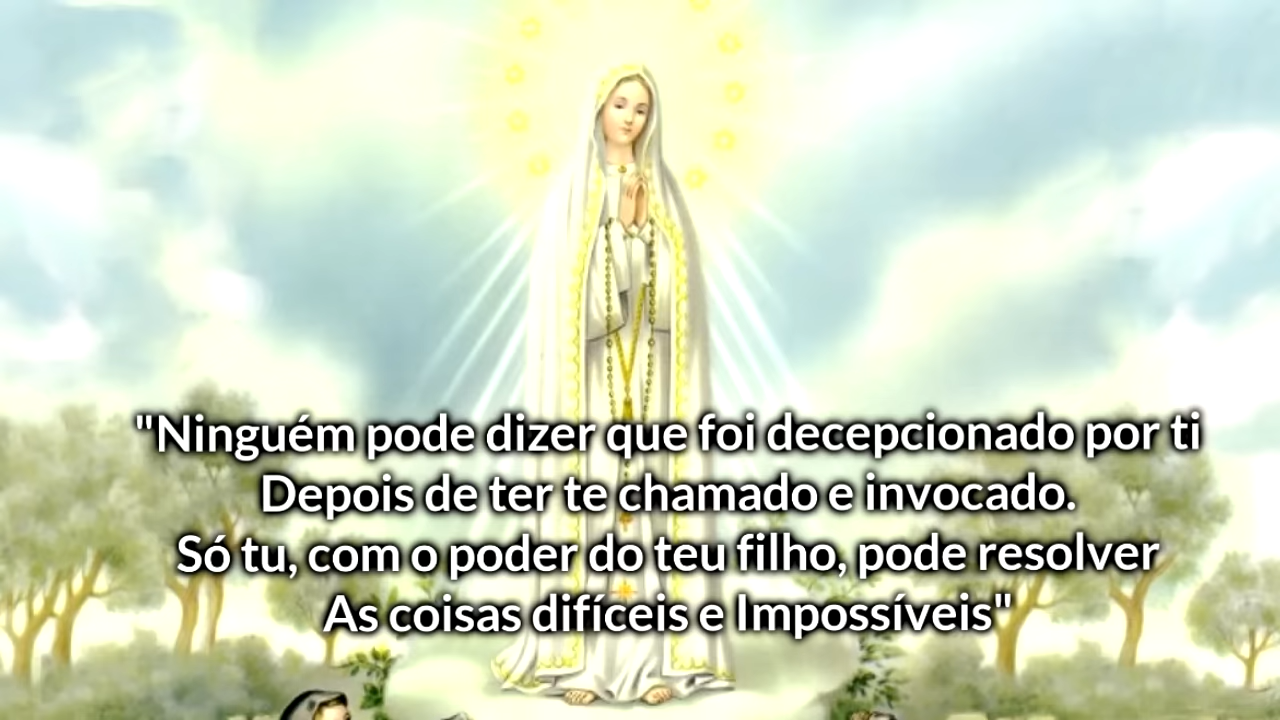 "Ninguém pode dizer que foi decepcionado por ti
Depois de ter te chamado e invocado.
Só tu, com o poder do teu filho, pode resolver
As coisas difíceis e Impossíveis"